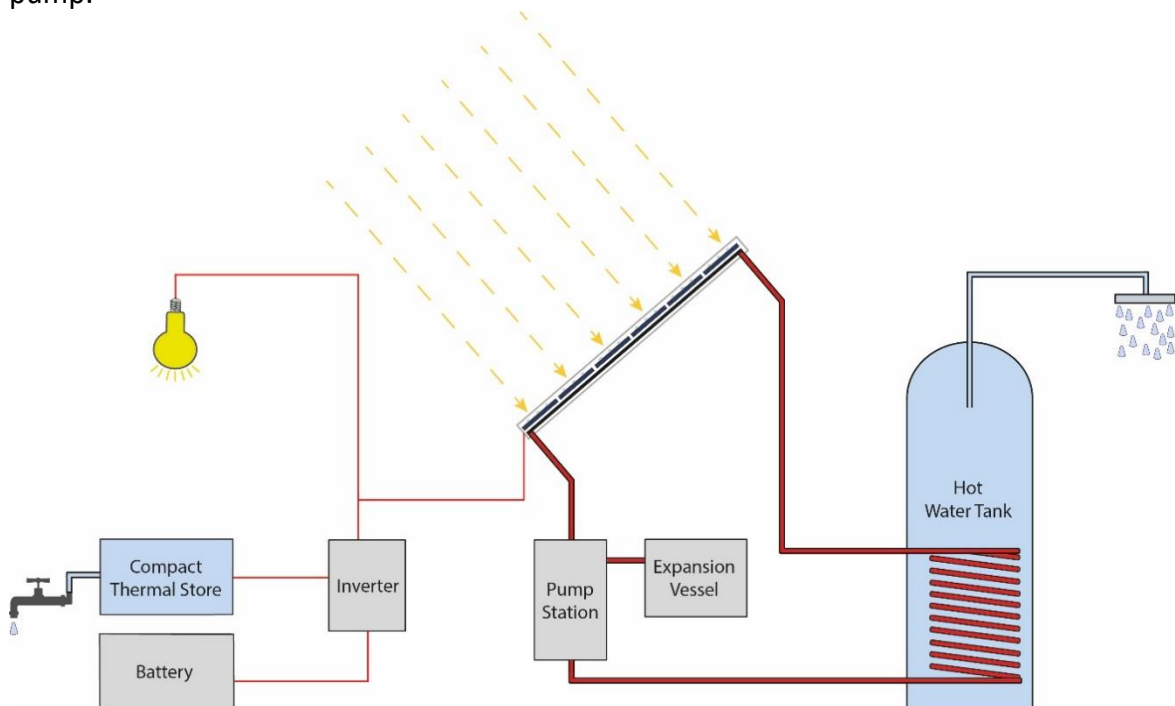 pump.
Hot
Water Tank
Compact
Thermal Store
Inverter
Pump
Station
Expansion
Vessel
Battery